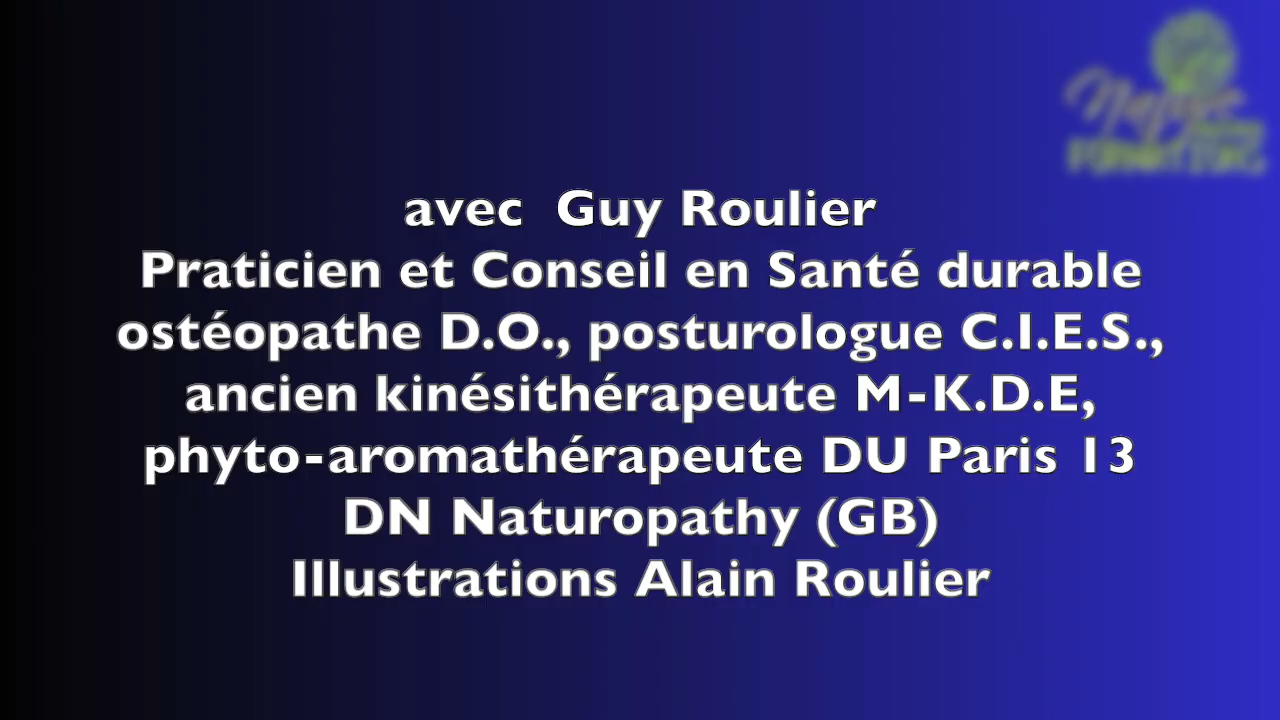 avec  Guy Roulier
Praticien et Conseil en Santé durable
ostéopathe D.O., posturologue C.I.E.S.,
ancien kinésithérapeute M-K.D.E,
phyto-aromathérapeute DU Paris 13
DN Naturopathy (GB)
Illustrations Alain Roulier